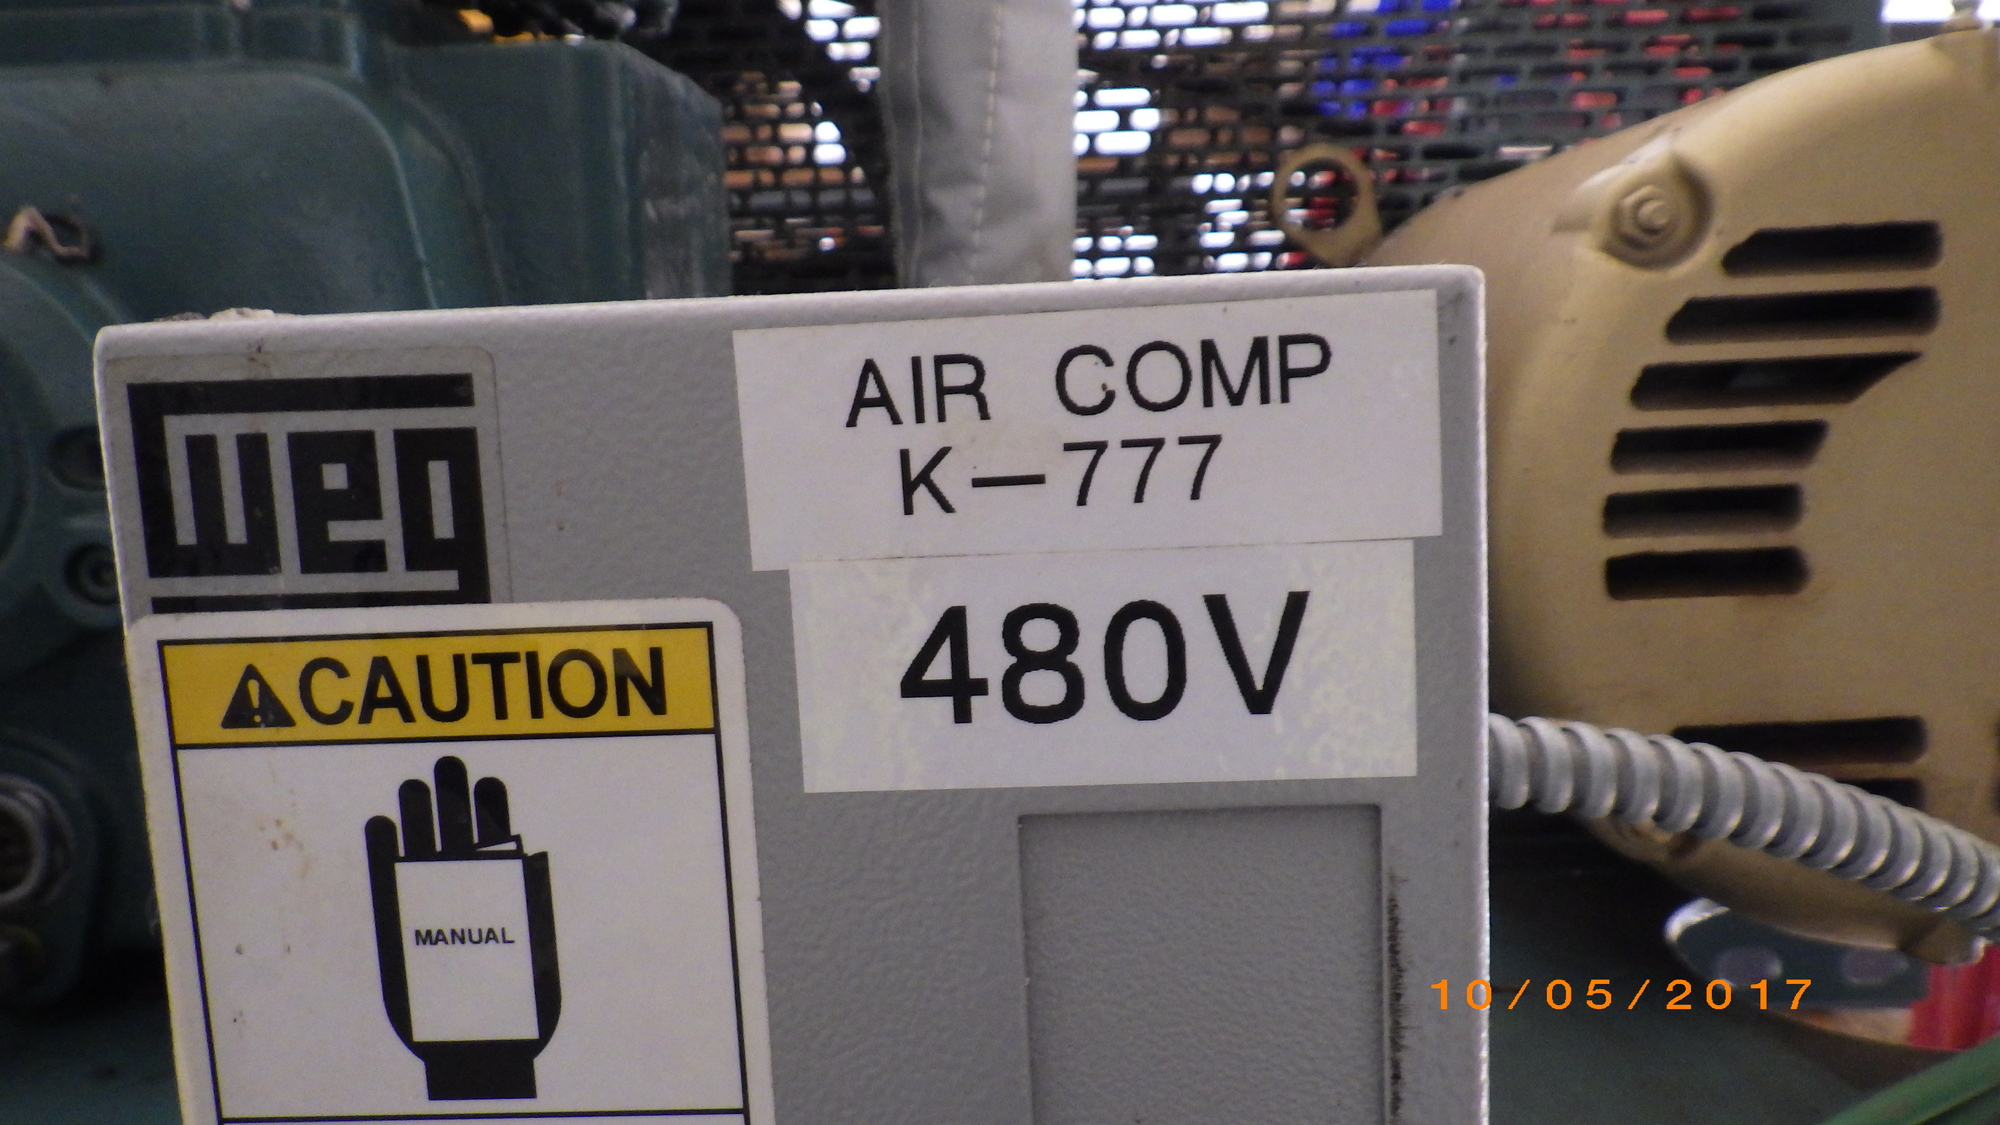 weg
AIR COMP
K-777
480V
CAUTION
MANUAL
10/05/2017